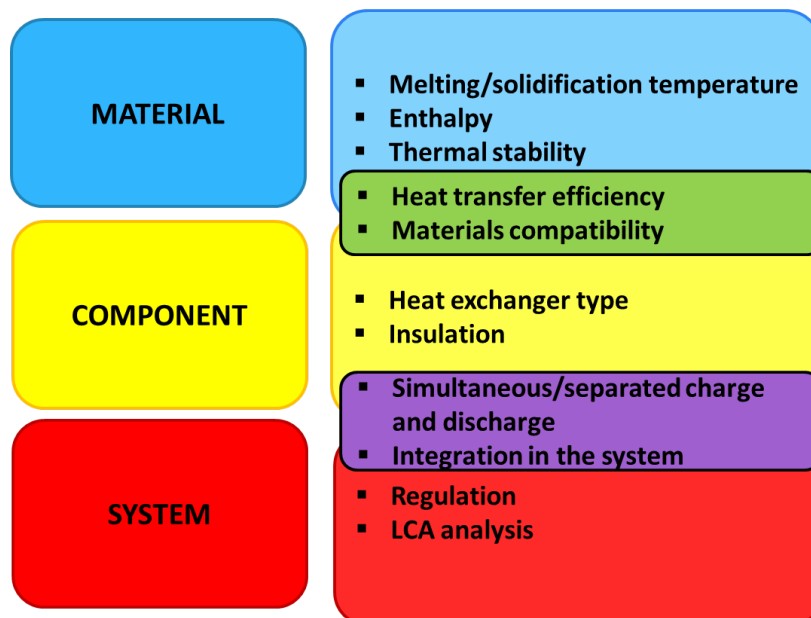 MATERIAL
▪ Melting/solidification temperature
▪ Enthalpy
▪ Thermal stability
▪ Heat transfer efficiency
▪ Materials compatibility
COMPONENT
▪ Heat exchanger type
▪ Insulation
▪ Simultaneous/separated charge
and discharge
▪ Integration in the system
SYSTEM
▪ Regulation
▪ LCA analysis